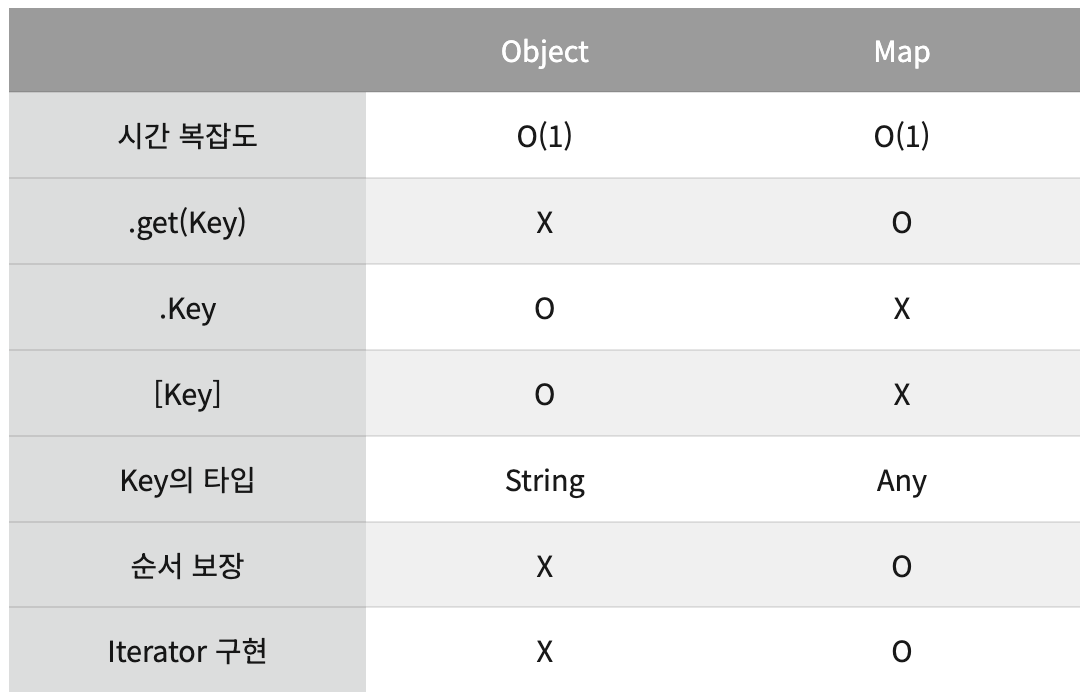 Object Map
시간 복잡도 O(1) O(1)
.get(Key) X O
.Key O X
[Key] O X
Key의 타입 String Any
순서 보장 X O
Iterator 구현 X O